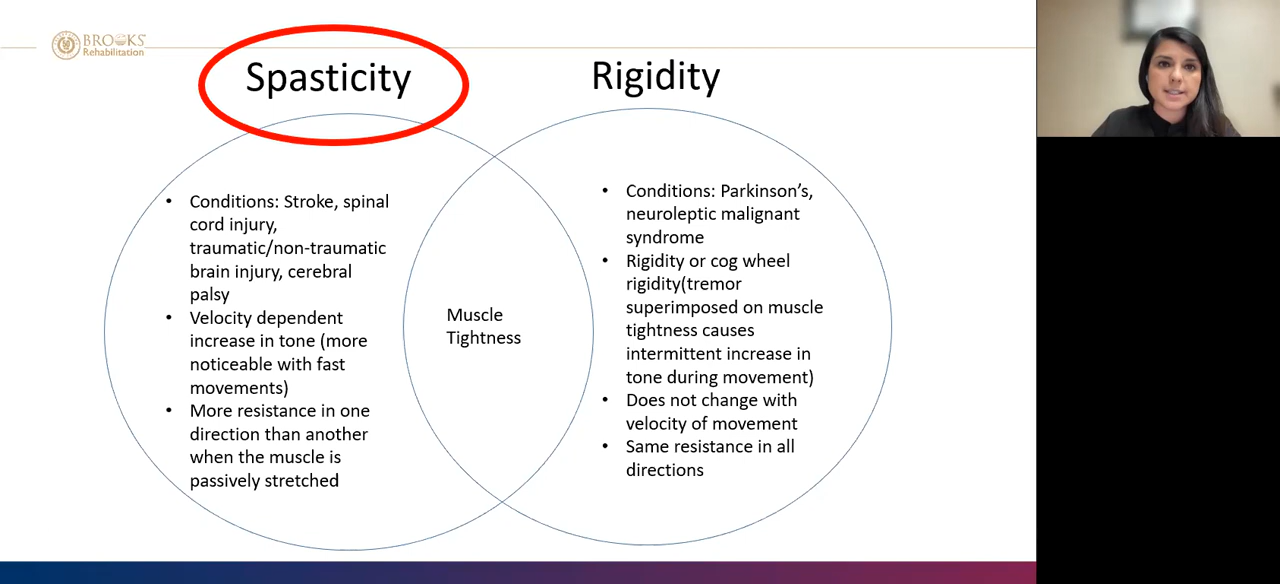 BROOKS
Rehabilitation
Spasticity
Rigidity
• Conditions: Stroke, spinal
cord injury,
traumatic/non-traumatic
brain injury, cerebral
palsy
• Velocity dependent
increase in tone (more
noticeable with fast
movements)
• More resistance in one
direction than another
when the muscle is
passively stretched
Muscle
Tightness
• Conditions: Parkinson’s,
neuroleptic malignant
syndrome
• Rigidity or cog wheel
rigidity(tremor
superimposed on muscle
tightness causes
intermittent increase in
tone during movement)
• Does not change with
velocity of movement
• Same resistance in all
directions